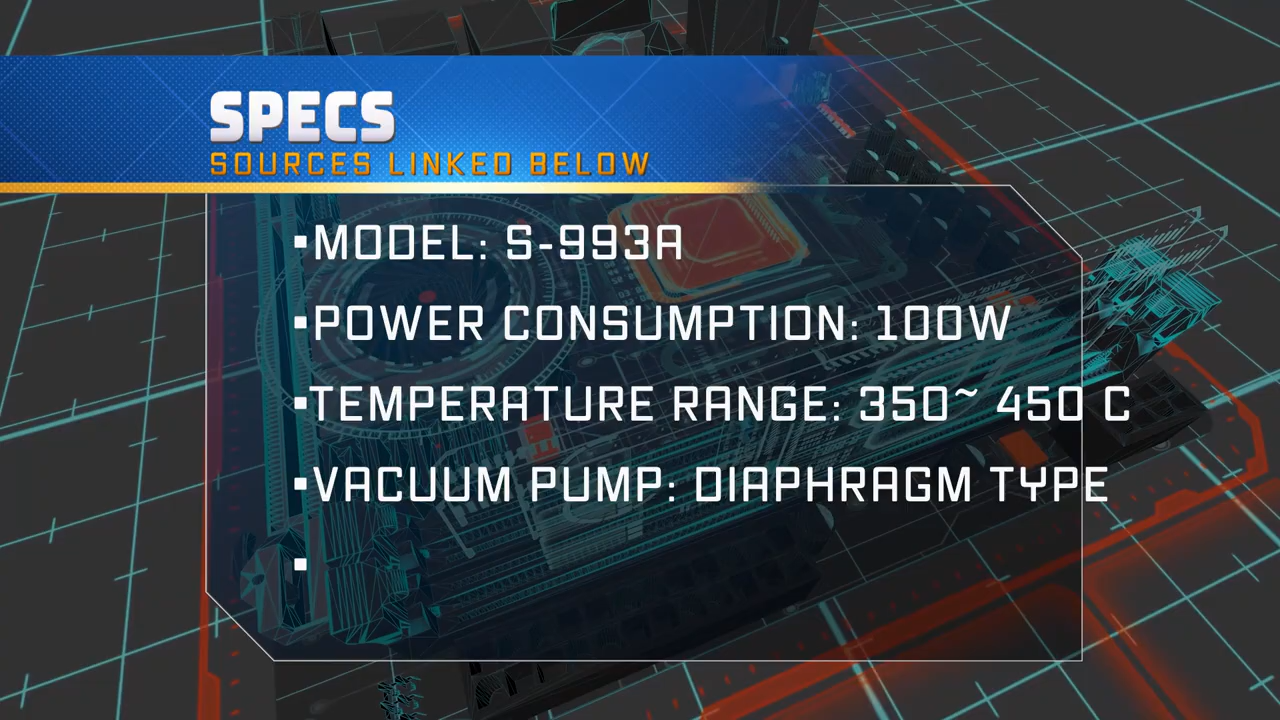 SPECS
SOURCES LINKED BELOW
▪MODEL: S-993A
▪POWER CONSUMPTION: 100W
▪TEMPERATURE RANGE: 350~ 450 C
▪VACUUM PUMP: DIAPHRAGM TYPE
▪